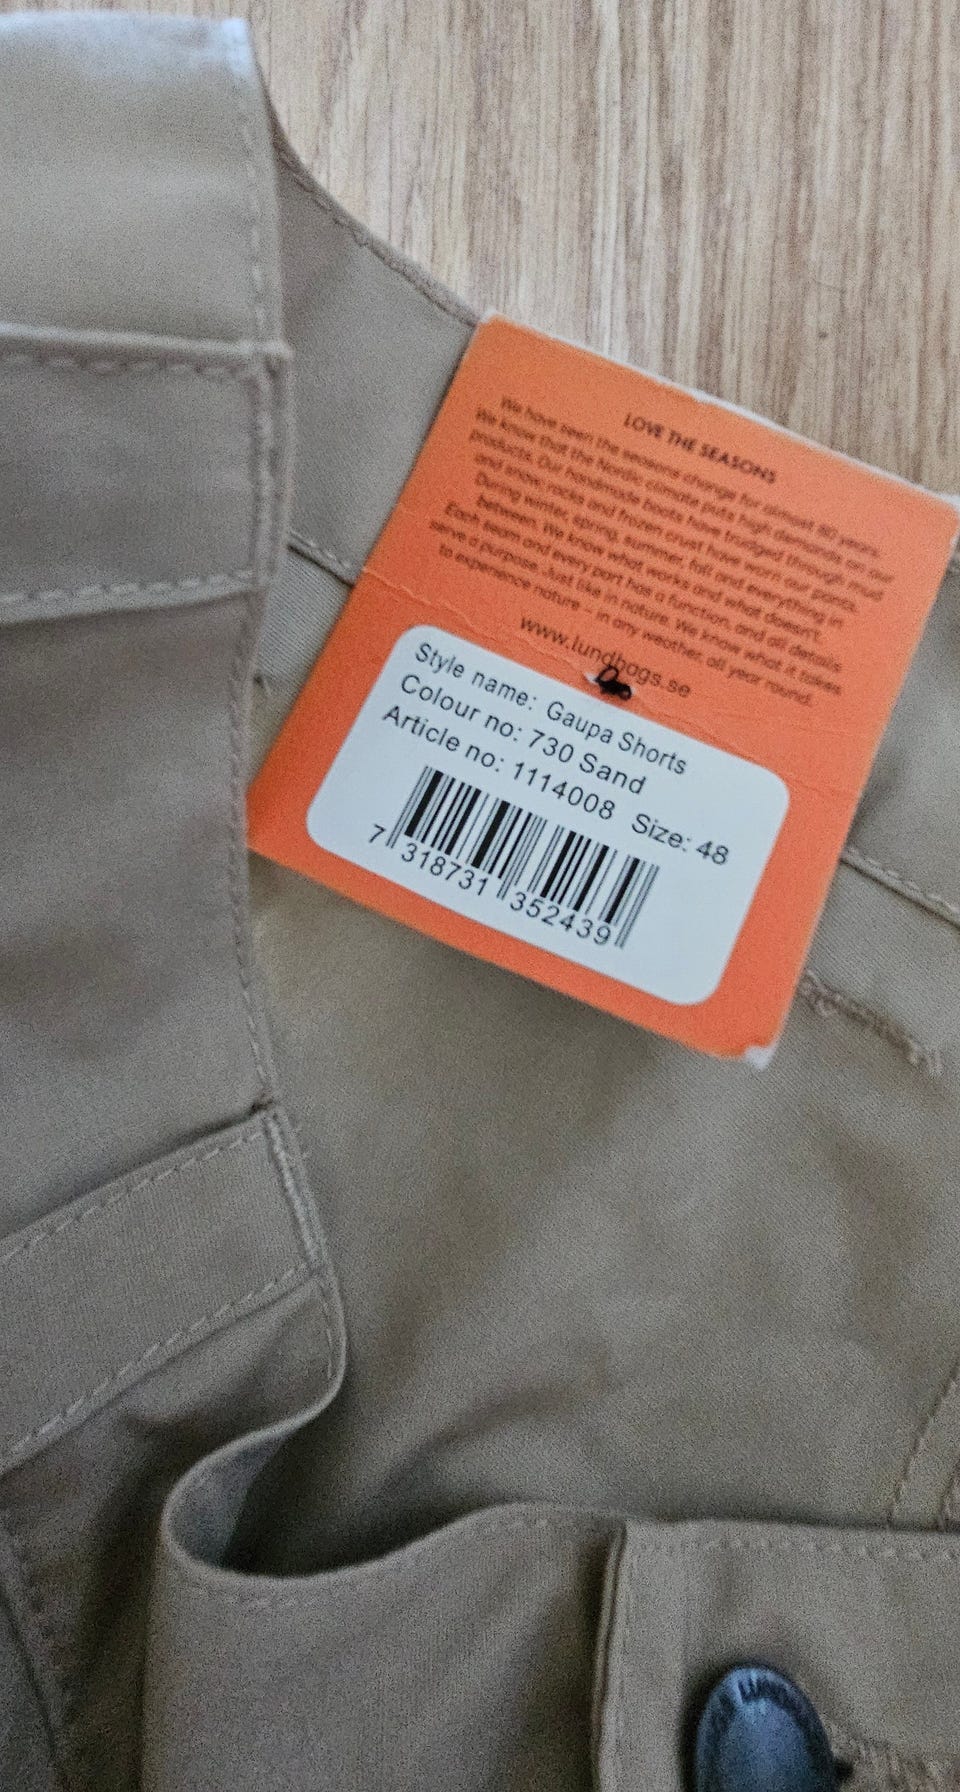 LOVE THE SEASONS
We have seen the seasons change for almost 80 years.
We know that the Nordic climate puts high demands on our
products. Our handmade boots have trudged through mud
and snow; rocks and frozen crust have worn our pants.
During winter, spring, summer, fall and everything in
between. We know what works and what doesn't.
Each seam and every part has a function, and all details
serve a purpose. Just like in nature. We know what it takes
to experience nature – in any weather, all year round.
www.lundhags.se
Style name: Gaupa Shorts
Colour no: 730 Sand
Article no: 1114008 Size: 48
7 318731 352439